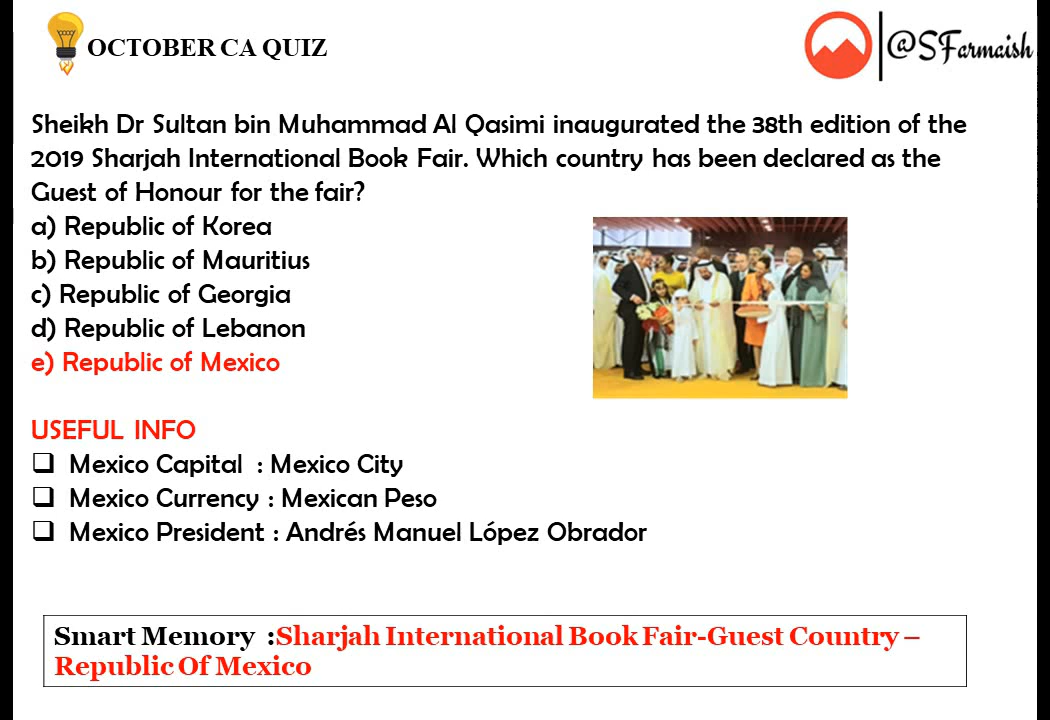 OCTOBER CA QUIZ
@SFarmaish
Sheikh Dr Sultan bin Muhammad Al Qasimi inaugurated the 38th edition of the
2019 Sharjah International Book Fair. Which country has been declared as the
Guest of Honour for the fair?
a) Republic of Korea
b) Republic of Mauritius
c) Republic of Georgia
d) Republic of Lebanon
e) Republic of Mexico
USEFUL INFO
Mexico Capital : Mexico City
Mexico Currency : Mexican Peso
Mexico President : Andrés Manuel López Obrador
Smart Memory :Sharjah International Book Fair-Guest Country –
Republic Of Mexico